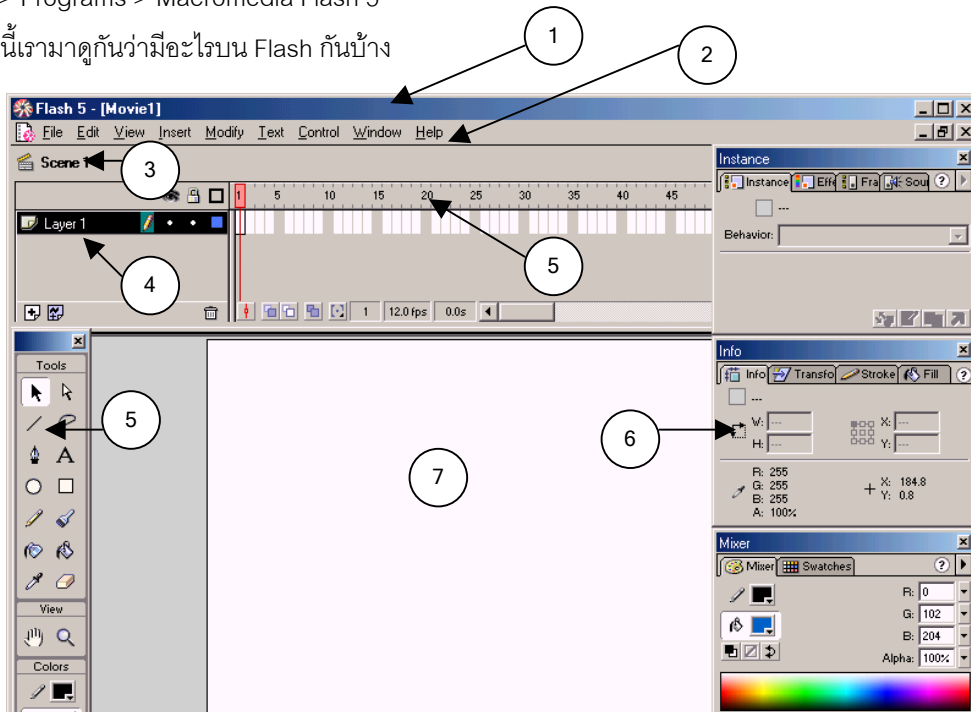 > Programs > Macromedia Flash 5
นี้เรามาดูกันว่ามีอะไรบน Flash กันบ้าง
1
2
Flash 5 - [Movie1]
File Edit View Insert Modify Text Control Window Help
Scene
3
Instance
Instance Effe Fra Sou ?
---
Behavior:
1 5 10 15 20 25 30 35 40 45
Layer 1
4
5
1 12.0 fps 0.0s
Tools
5
A
7
Info
Info Transfo Stroke Fill ?
---
W: --- X: ---
H: --- Y: ---
6
R: 255
G: 255
B: 255
A: 100%
X: 184.8
Y: 0.8
Mixer
Mixer Swatches ?
R: 0
G: 102
B: 204
Alpha: 100%
View
Colors